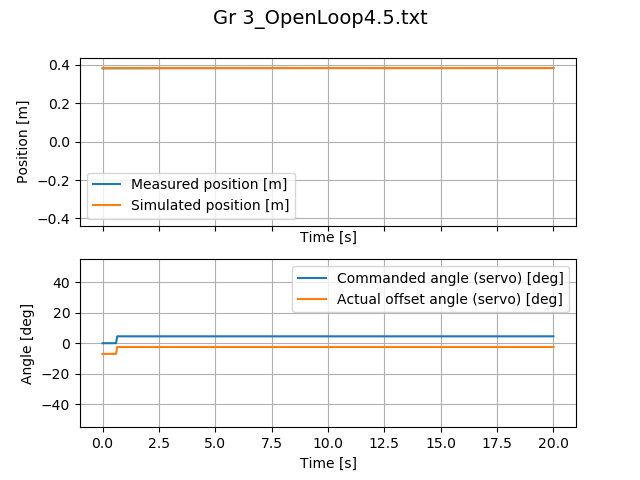 Gr 3_OpenLoop4.5.txt
0.4
0.2
0.0
−0.2
−0.4
Position [m]
Measured position [m]
Simulated position [m]
Time [s]
40
20
0
−20
−40
Angle [deg]
Commanded angle (servo) [deg]
Actual offset angle (servo) [deg]
0.0 2.5 5.0 7.5 10.0 12.5 15.0 17.5 20.0
Time [s]